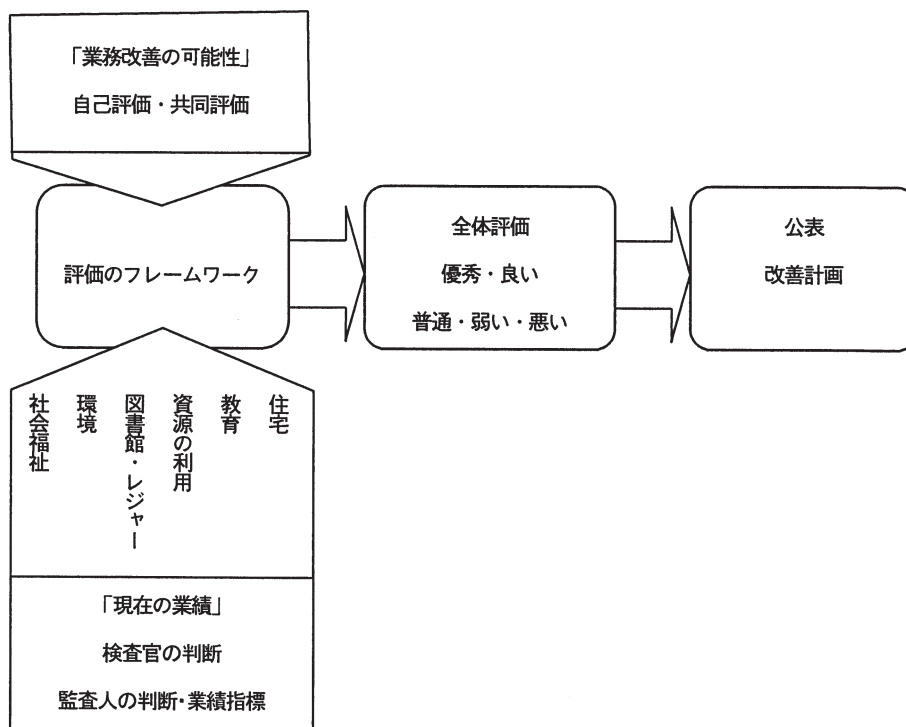 「業務改善の可能性」
自己評価・共同評価
評価のフレームワーク
全体評価
優秀・良い
普通・弱い・悪い
公表
改善計画
社会福祉
環境
図書館・レジャー
資源の利用
教育
住宅
「現在の業績」
検査官の判断
監査人の判断・業績指標